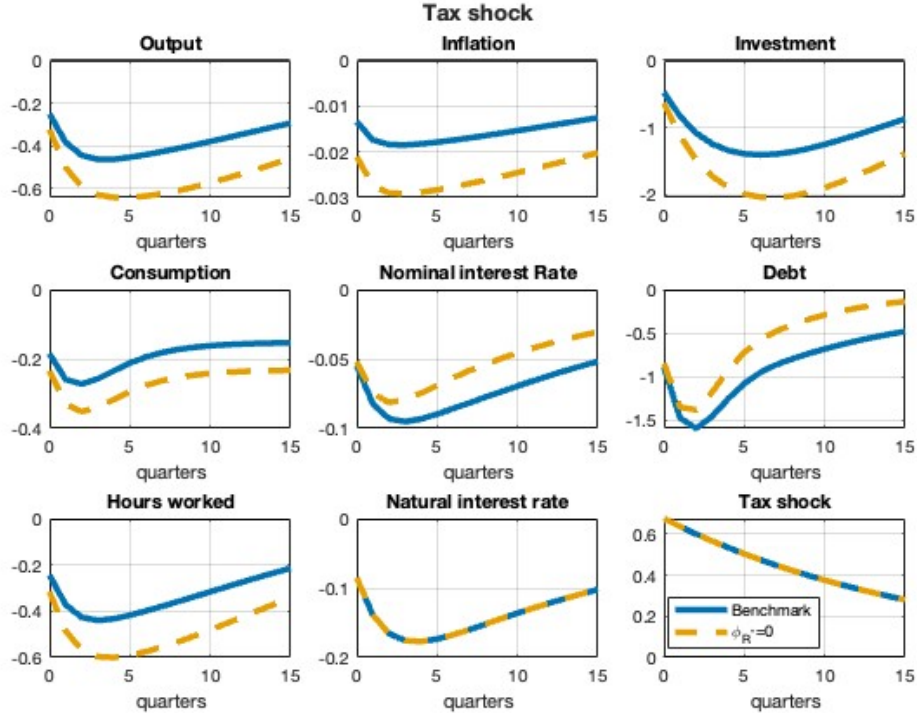 Tax shock
Output
0
-0.2
-0.4
-0.6
0 5 10 15
quarters
Inflation
0
-0.01
-0.02
-0.03
0 5 10 15
quarters
Investment
0
-1
-2
0 5 10 15
quarters
Consumption
0
-0.2
-0.4
0 5 10 15
quarters
Nominal interest Rate
0
-0.05
-0.1
0 5 10 15
quarters
Debt
0
-0.5
-1
-1.5
0 5 10 15
quarters
Hours worked
0
-0.2
-0.4
-0.6
0 5 10 15
quarters
Natural interest rate
0
-0.1
-0.2
0 5 10 15
quarters
Tax shock
0.6
0.4
0.2
0
0 5 10 15
quarters
Benchmark
ϕ_R*=0